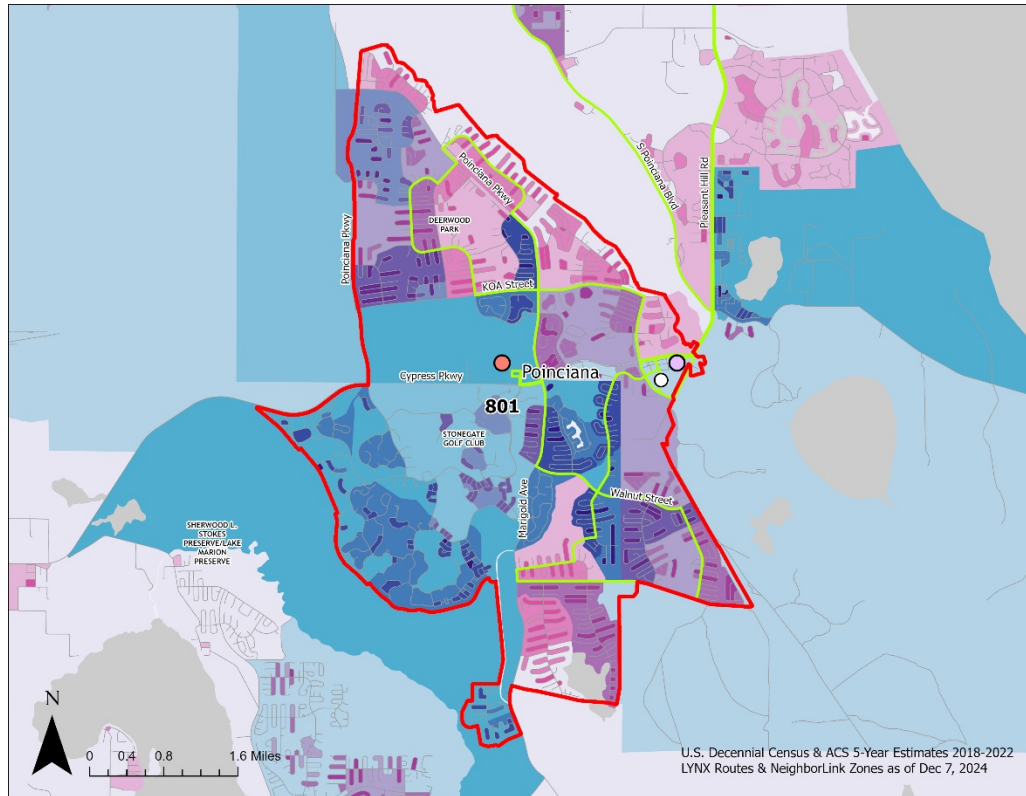 Poinciana Pkwy
S Poinciana Blvd
Pleasant Hill Rd
DEERWOOD
PARK
Poinciana Pkwy
KOA Street
Cypress Pkwy
Poinciana
801
STONEGATE
GOLF CLUB
Marigold Ave
Walnut Street
SHERWOOD L.
STOKES
PRESERVE/LAKE
MARION
PRESERVE
N
0 0.4 0.8 1.6 Miles
U.S. Decennial Census & ACS 5-Year Estimates 2018-2022
LYNX Routes & NeighborLink Zones as of Dec 7, 2024